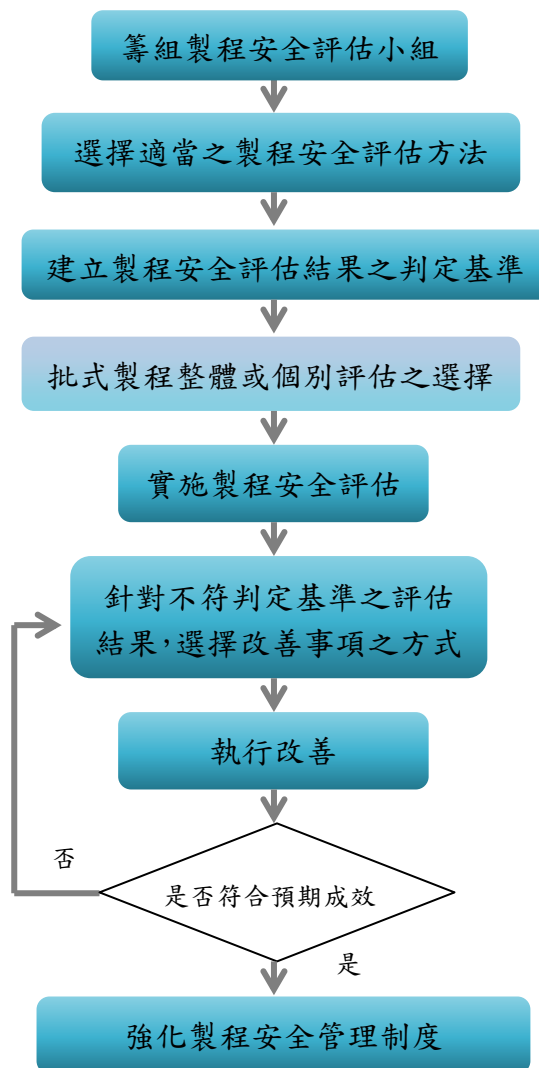 籌組製程安全評估小組
選擇適當之製程安全評估方法
建立製程安全評估結果之判定基準
批式製程整體或個別評估之選擇
實施製程安全評估
針對不符判定基準之評估
結果,選擇改善事項之方式
執行改善
否
是否符合預期成效
是
強化製程安全管理制度